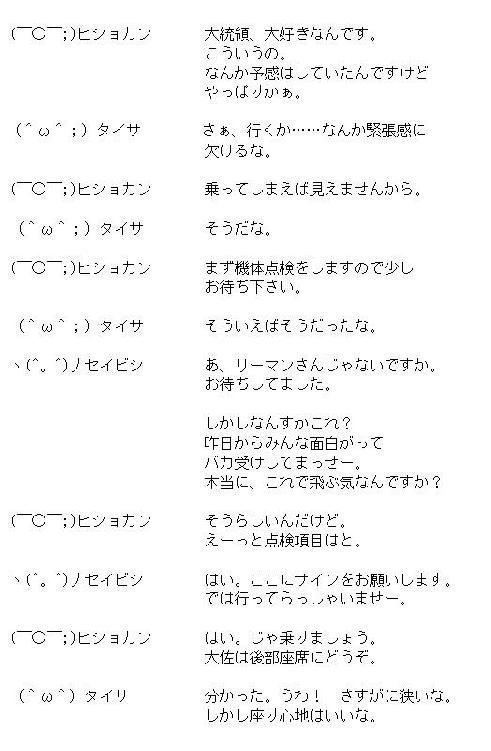 (￣○￣;)ヒショカン 大統領、大好きなんです。
こういうの。
なんか予感はしていたんですけど
やっぱりかぁ。
(＾ω＾；) タイサ さぁ、行くか……なんか緊張感に
欠けるな。
(￣○￣;)ヒショカン 乗ってしまえば見えませんから。
(＾ω＾；) タイサ そうだな。
(￣○￣;)ヒショカン まず機体点検をしますので少し
お待ち下さい。
(＾ω＾；) タイサ そういえばそうだったな。
ヽ(^。^)丿セイビシ あ、リーマンさんじゃないですか。
お待ちしてました。
しかしなんすかこれ？
昨日からみんな面白がって
バカ受けしてまっせー。
本当に、これで飛ぶ気なんですか？
(￣○￣;)ヒショカン そうらしいんだけど。
えーっと点検項目はと。
ヽ(^。^)丿セイビシ はい。ここにサインをお願いします。
では行ってらっしゃいませー。
(￣○￣;)ヒショカン はい。じゃ乗りましょう。
大佐は後部座席にどうぞ。
(＾ω＾) タイサ 分かった。うわ！　さすがに狭いな。
しかし座り心地はいいな。